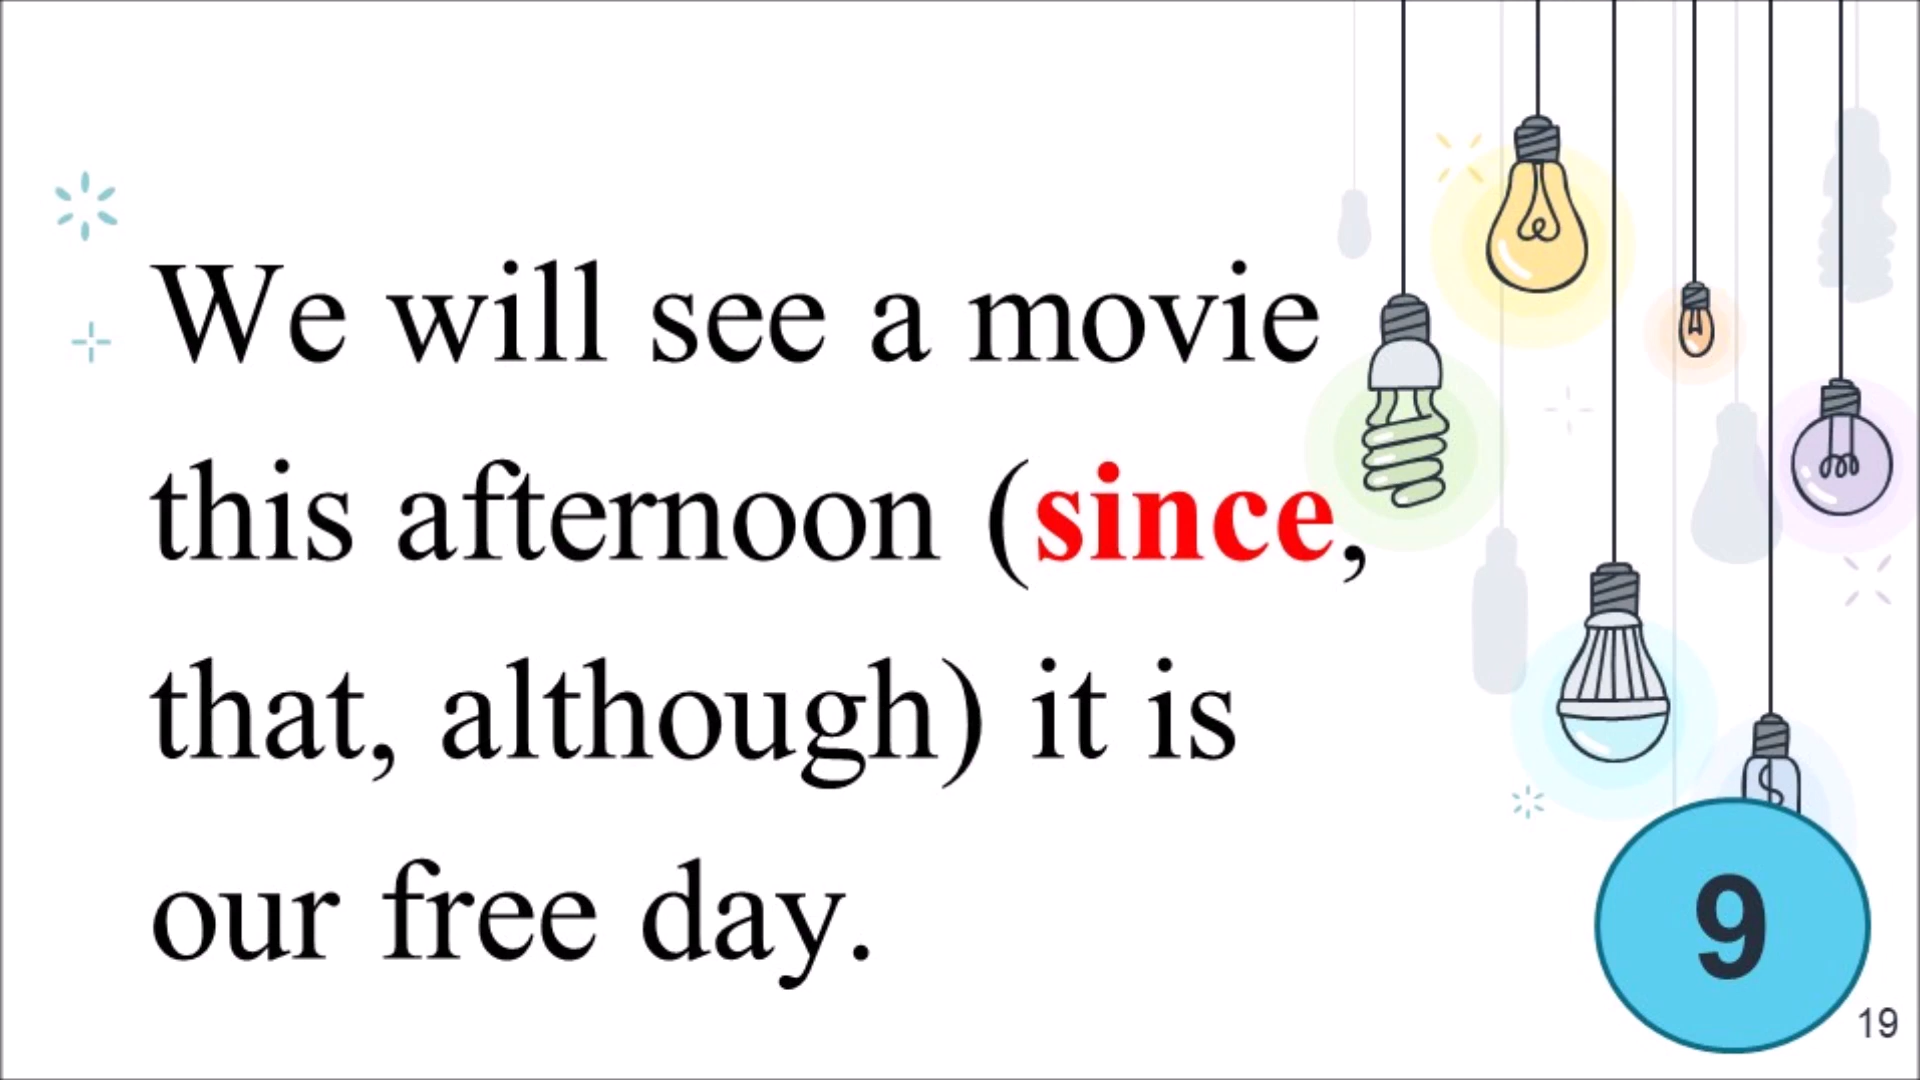 We will see a movie
this afternoon (since,
that, although) it is
our free day.
9
19